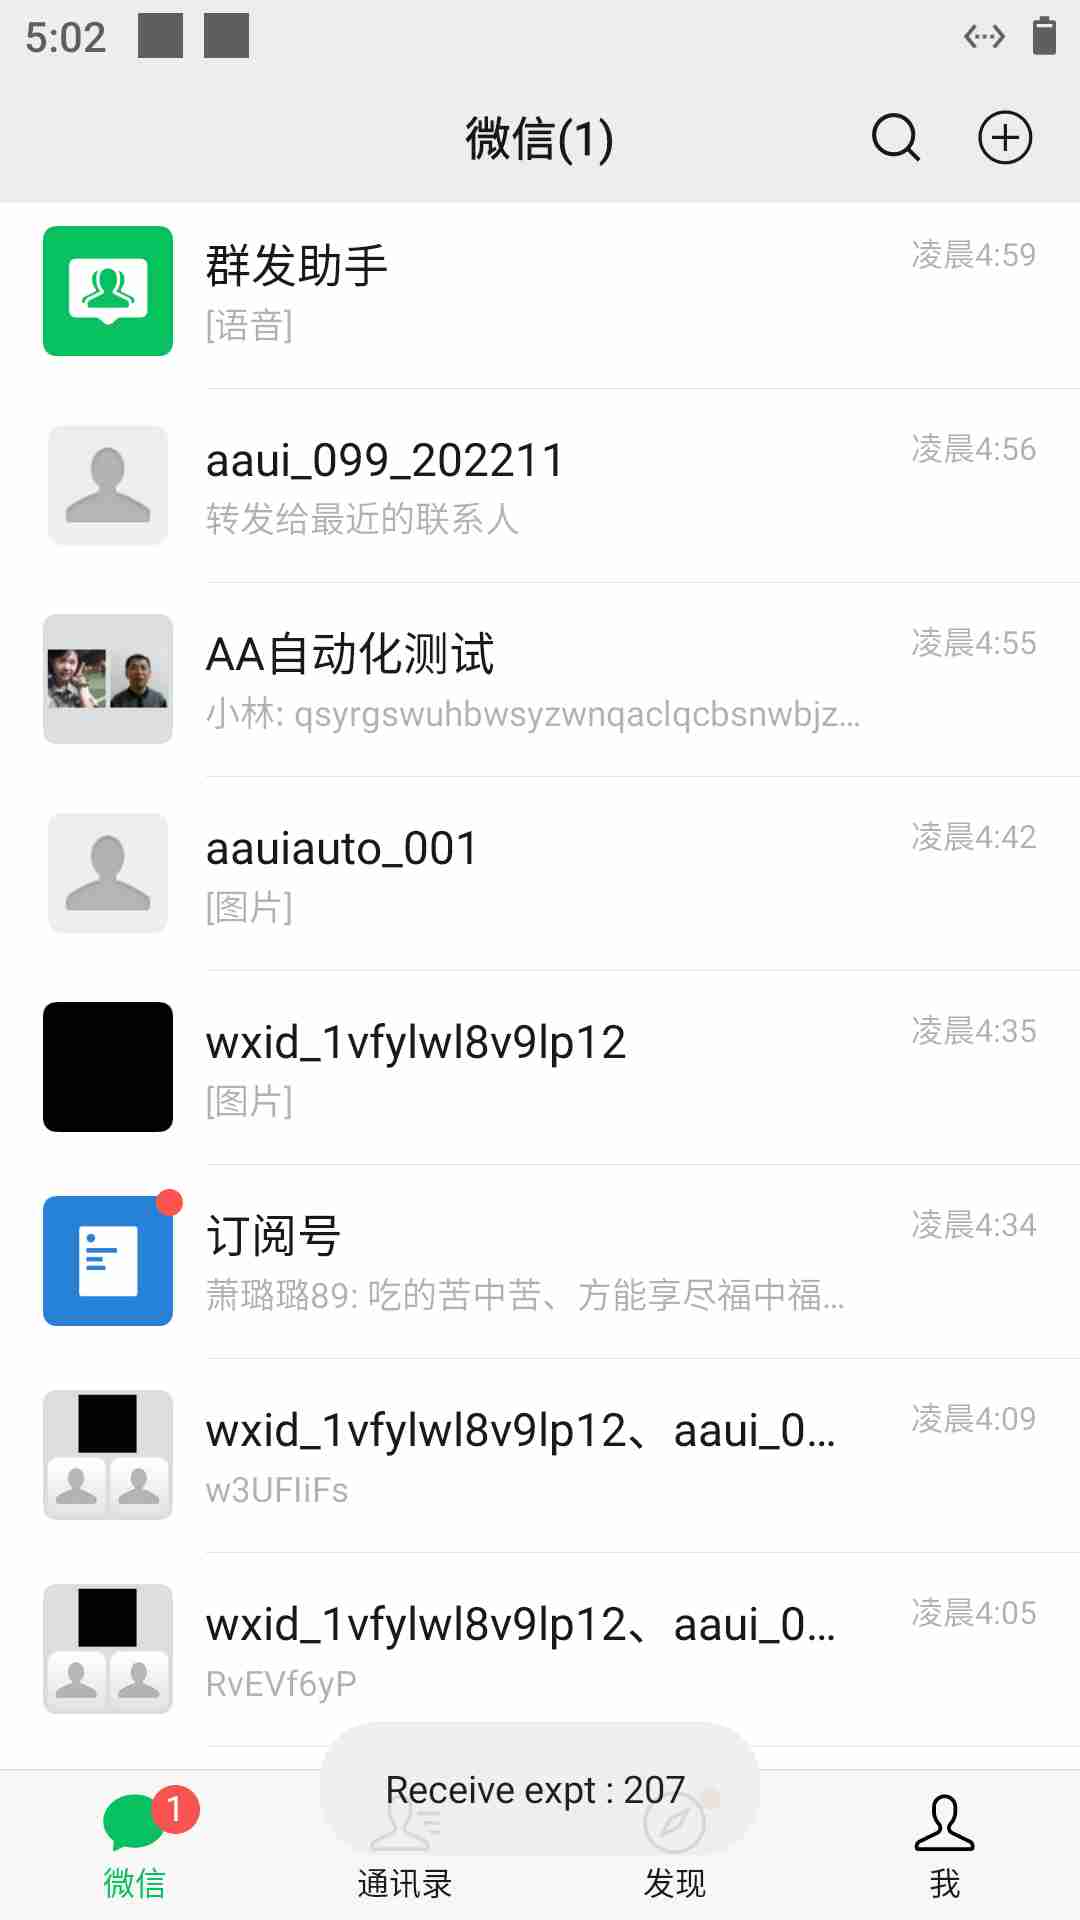 5:02
微信(1)
群发助手
凌晨4:59
[语音]
aaui_099_202211
凌晨4:56
转发给最近的联系人
AA自动化测试
凌晨4:55
小林: qsyrgswuhbwsyzwnqaclqcbsnwbjz...
aauiauto_001
凌晨4:42
[图片]
wxid_1vfylwl8v9lp12
凌晨4:35
[图片]
订阅号
凌晨4:34
萧璐璐89: 吃的苦中苦、方能享尽福中福...
wxid_1vfylwl8v9lp12、aaui_0...
凌晨4:09
w3UFIiFs
wxid_1vfylwl8v9lp12、aaui_0...
凌晨4:05
RvEVf6yP
Receive expt : 207
1
微信
通讯录
发现
我